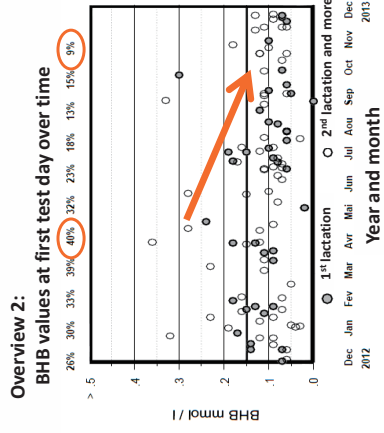 Overview 2:
BHB values at first test day over time
26% 30% 33% 39% 40% 32% 23% 18% 13% 15% 9%
>
.5
.4
.3
.2
.1
.0
BHB mmol / l
Dec Jan Fev Mar Avr Mai Jun Jul Aou Sep Oct Nov Dec
2012 2013
Year and month
1st lactation 2nd lactation and more